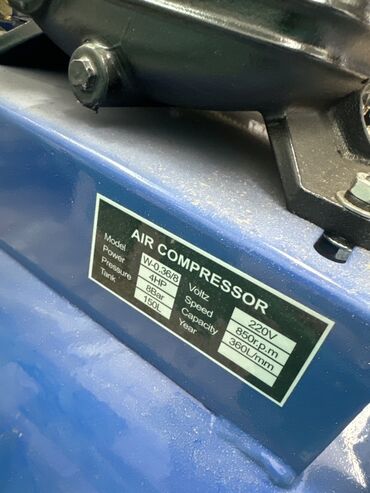 AIR COMPRESSOR
Model W-0.36/8 Voltz 220V
Power 4HP Speed 850r.p.m
Pressure 8Bar Capacity 360L/mm
Tank 150L Year